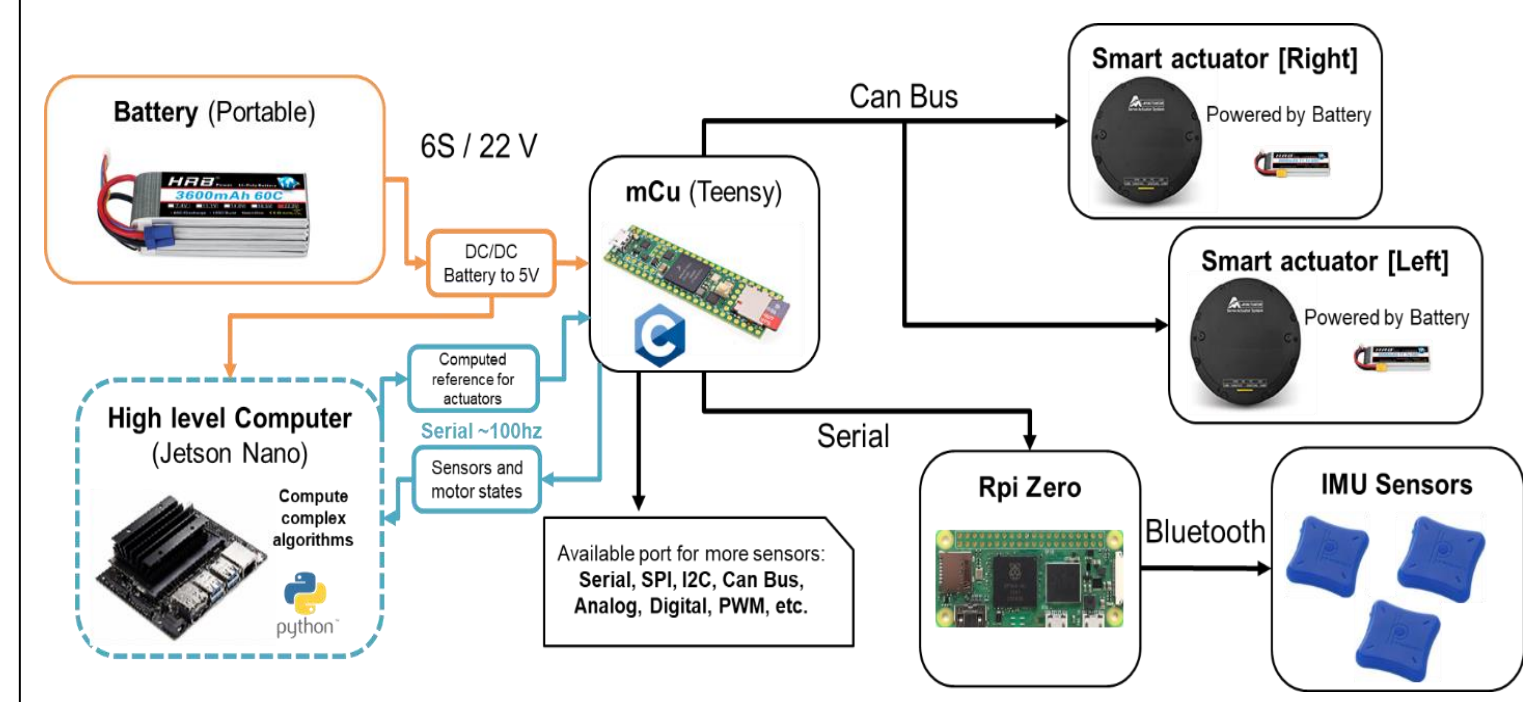 Battery (Portable)
HRB Power
3600mAh 60C
6S / 22 V
DC/DC
Battery to 5V
mCu (Teensy)
C
Can Bus
Smart actuator [Right]
Powered by Battery
Smart actuator [Left]
Powered by Battery
Computed
reference for
actuators
Serial ~100hz
Sensors and
motor states
High level Computer
(Jetson Nano)
Compute
complex
algorithms
python
Available port for more sensors:
Serial, SPI, I2C, Can Bus,
Analog, Digital, PWM, etc.
Serial
Rpi Zero
Bluetooth
IMU Sensors